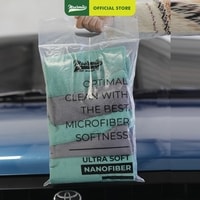 OFFICIAL STORE
OPTIMAL
CLEAN WITH
THE BEST
MICROFIBER
SOFTNESS
ULTRA SOFT
NANOFIBER